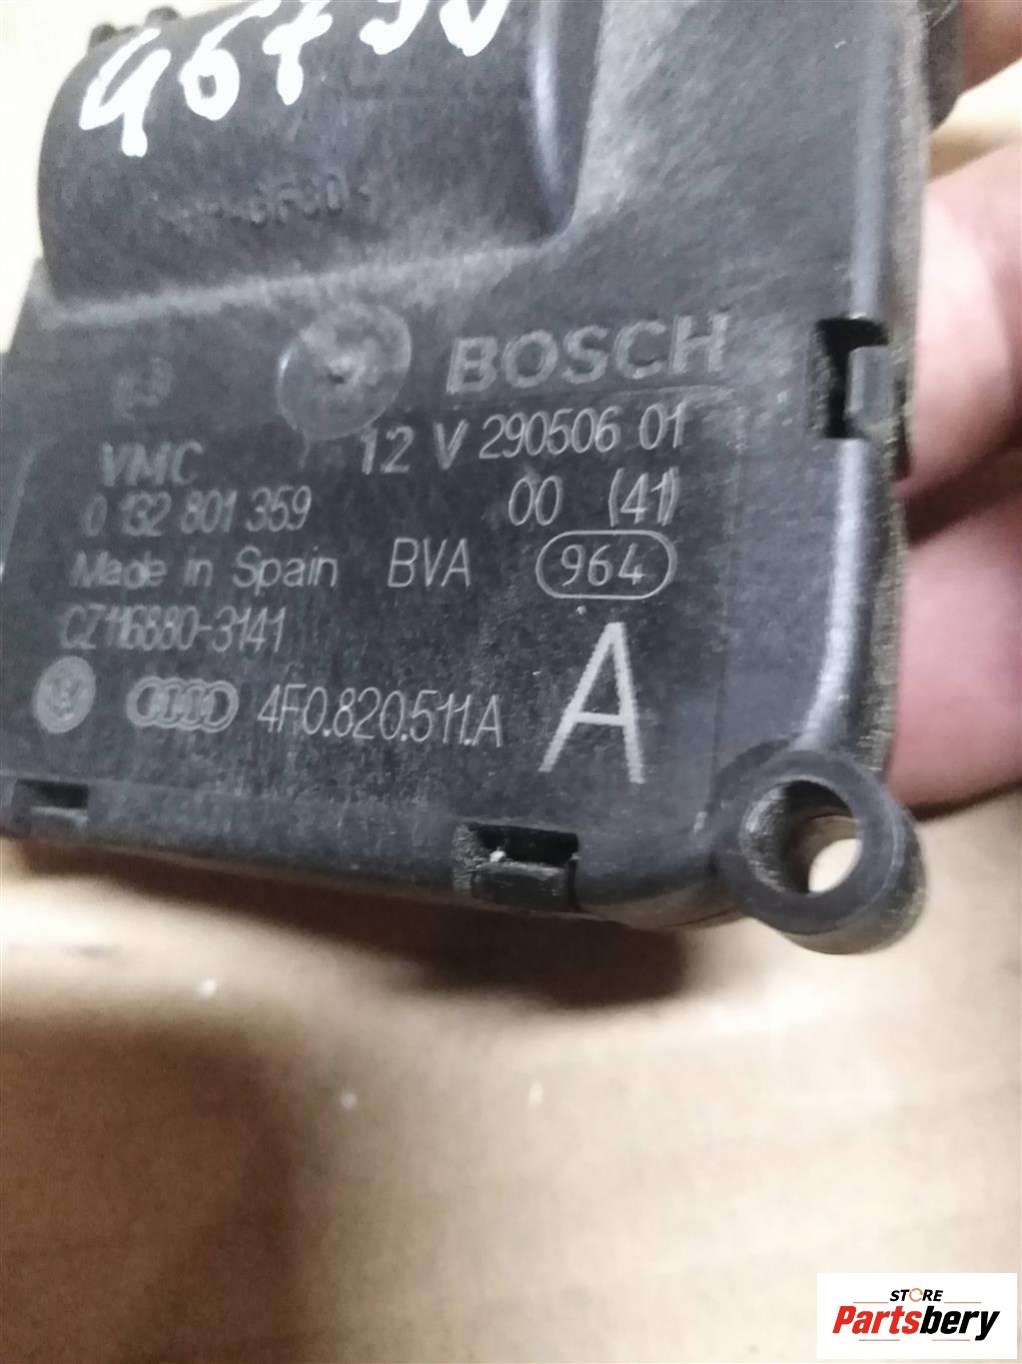 BOSCH
VMC 12 V 290506 01
0 132 801 359 00 (41)
Made in Spain BVA 964
CZ116880-3141
4F0.820.511.A A
STORE
Partsbery